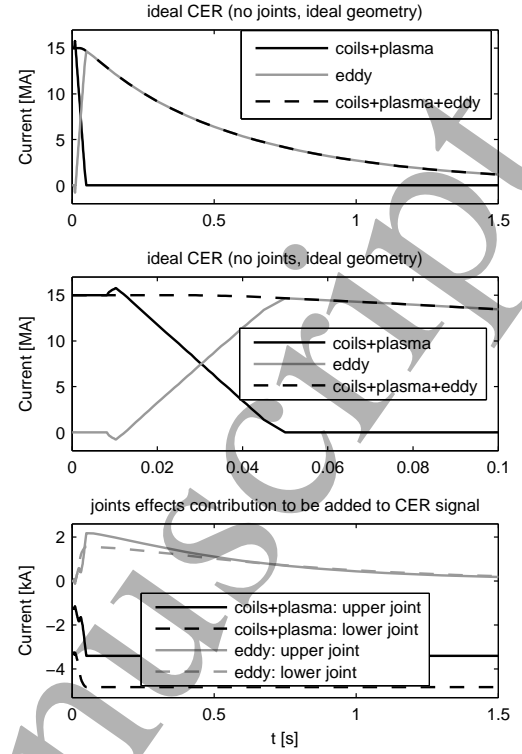 ideal CER (no joints, ideal geometry)
Current [MA]
15
10
5
0
coils+plasma
eddy
coils+plasma+eddy
0
0.5
1
1.5
ideal CER (no joints, ideal geometry)
Current [MA]
15
10
5
0
coils+plasma
eddy
coils+plasma+eddy
0
0.02
0.04
0.06
0.08
0.1
joints effects contribution to be added to CER signal
Current [kA]
2
0
−2
−4
coils+plasma: upper joint
coils+plasma: lower joint
eddy: upper joint
eddy: lower joint
0
0.5
1
1.5
t [s]
nuscript